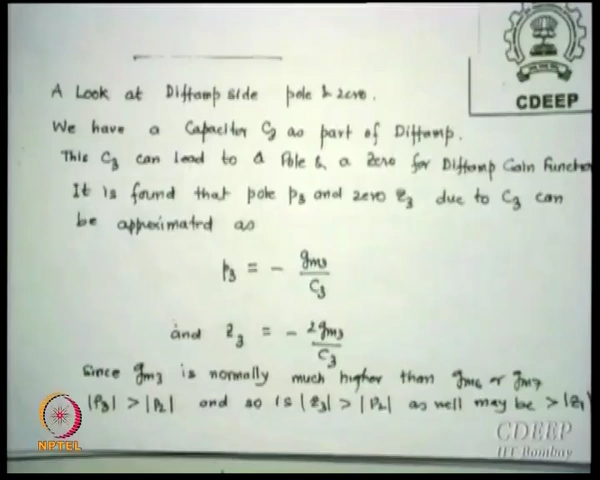 A Look at Diffamp side pole & zero.
We have a Capacitor C3 as part of Diffamp.
This C3 can lead to a Pole & a Zero for Diffamp Gain Function
It is found that pole p3 and zero z3 due to C3 can
be appeximated as
p3 = - gm3 / C3
and z3 = - 2gm3 / C3
Since gm3 is normally much higher than gm6 or gm7
|P3| > |P2| and so is |z3| > |P2| as well may be > |z1|
CDEEP
NPTEL
CDEEP
IIT Bombay